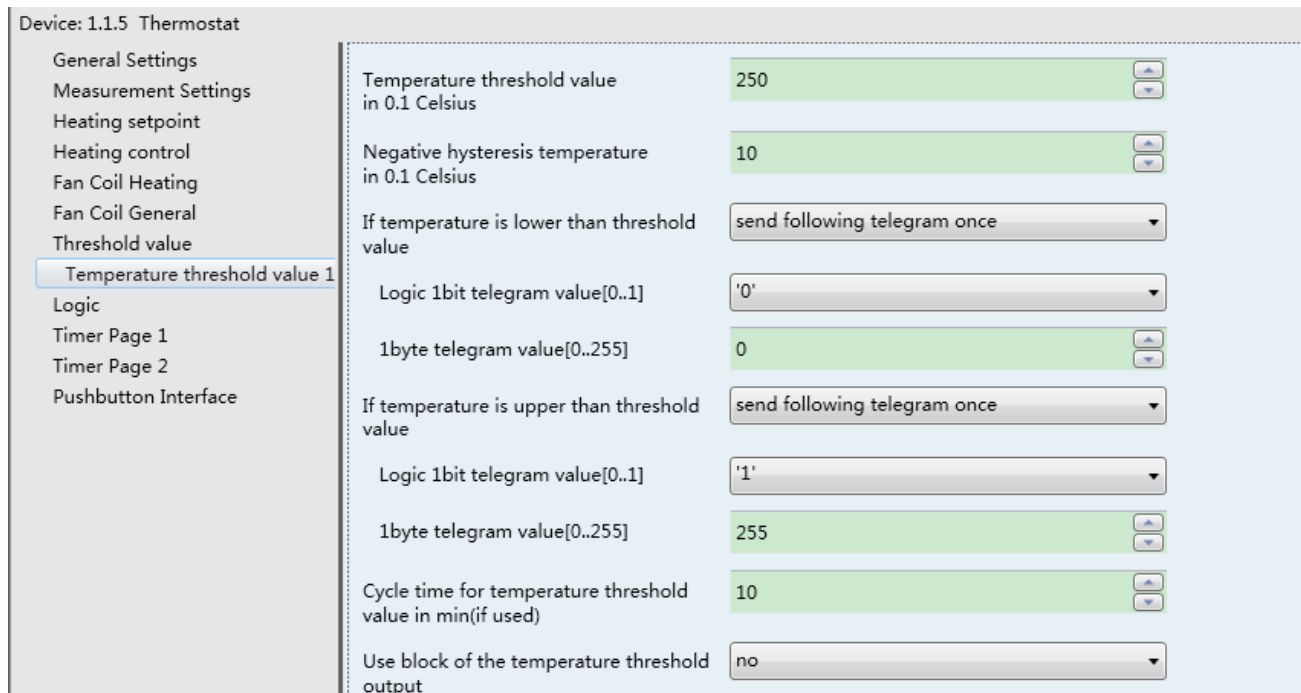 Device: 1.1.5 Thermostat
General Settings
Measurement Settings
Heating setpoint
Heating control
Fan Coil Heating
Fan Coil General
Threshold value
Temperature threshold value 1
Logic
Timer Page 1
Timer Page 2
Pushbutton Interface
Temperature threshold value
in 0.1 Celsius
250
Negative hysteresis temperature
in 0.1 Celsius
10
If temperature is lower than threshold
value
send following telegram once
Logic 1bit telegram value[0..1]
'0'
1byte telegram value[0..255]
0
If temperature is upper than threshold
value
send following telegram once
Logic 1bit telegram value[0..1]
'1'
1byte telegram value[0..255]
255
Cycle time for temperature threshold
value in min(if used)
10
Use block of the temperature threshold
output
no